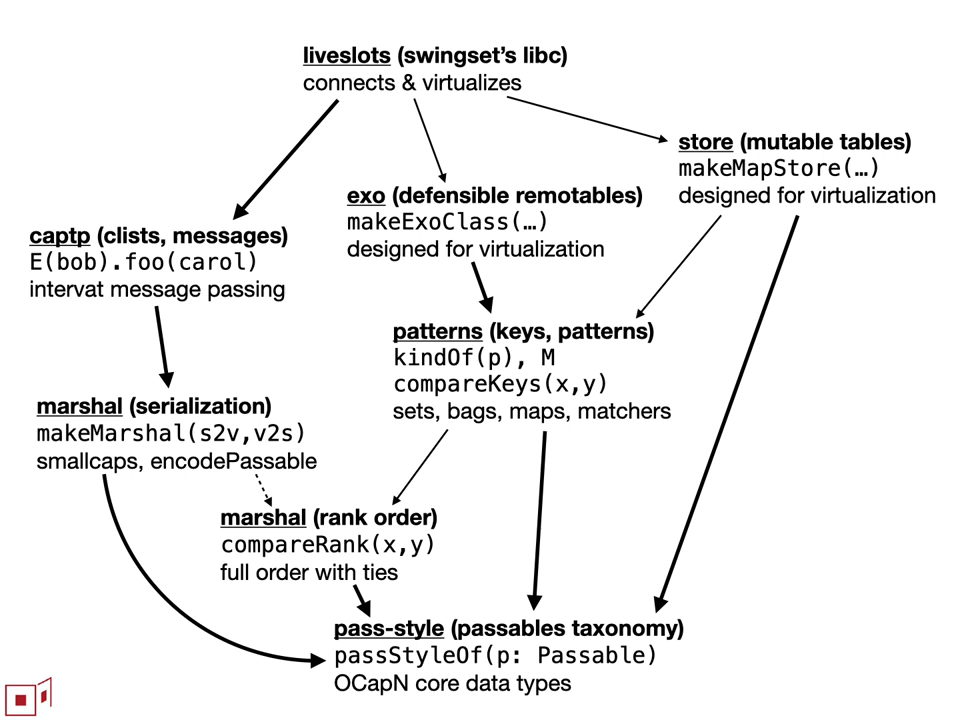 liveslots (swingset’s libc)
connects & virtualizes
store (mutable tables)
makeMapStore(…)
designed for virtualization
exo (defensible remotables)
makeExoClass(…)
designed for virtualization
captp (clists, messages)
E(bob).foo(carol)
intervat message passing
patterns (keys, patterns)
kindOf(p), M
compareKeys(x,y)
sets, bags, maps, matchers
marshal (serialization)
makeMarshal(s2v,v2s)
smallcaps, encodePassable
marshal (rank order)
compareRank(x,y)
full order with ties
pass-style (passables taxonomy)
passStyleOf(p: Passable)
OCapN core data types